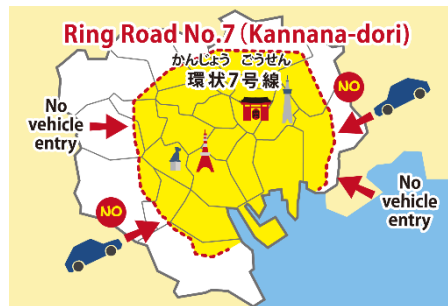 Ring Road No.7 (Kannana-dori)
かんじょう ごうせん
環状7号線
NO
No
vehicle
entry
No
vehicle
entry
NO